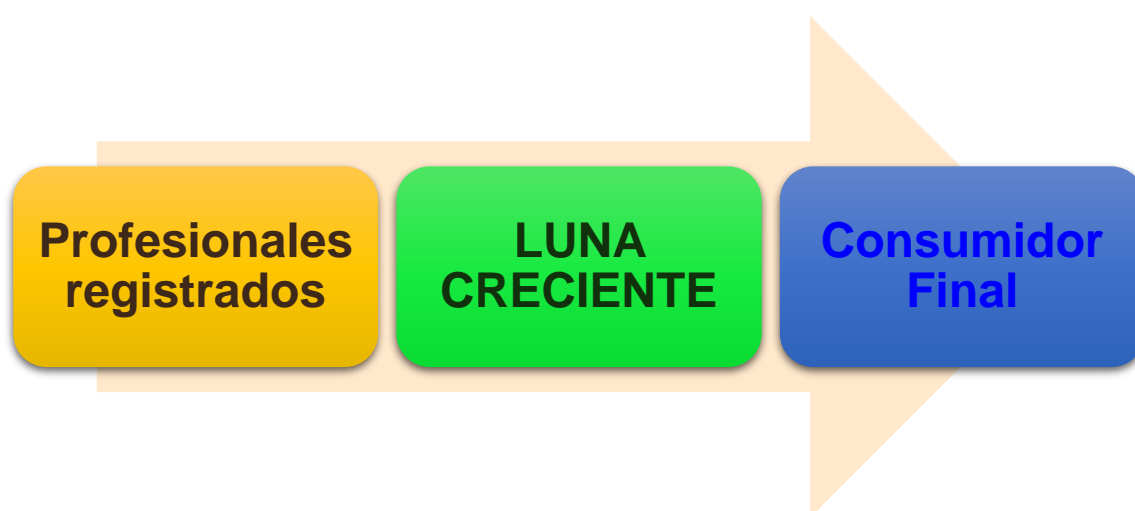 Profesionales
registrados
LUNA
CRECIENTE
Consumidor
Final